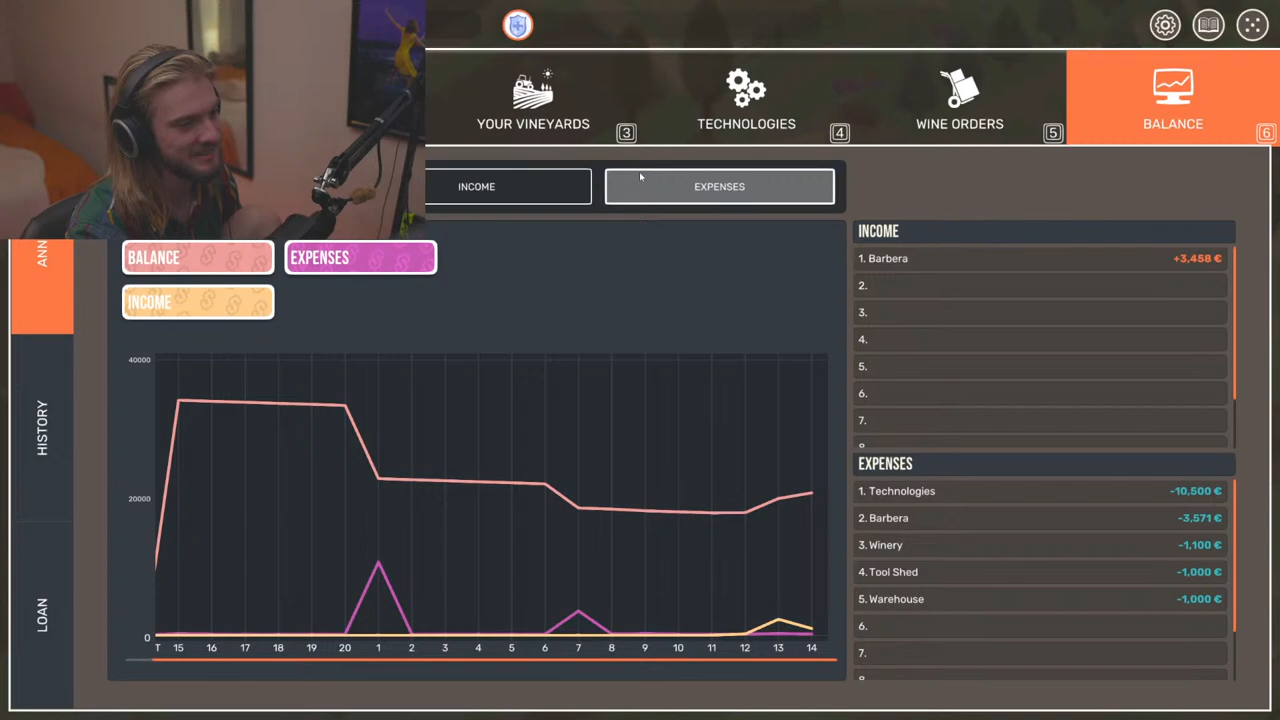 YOUR VINEYARDS
3
TECHNOLOGIES
4
WINE ORDERS
5
BALANCE
6
INCOME
EXPENSES
ANN
HISTORY
LOAN
BALANCE
EXPENSES
INCOME
40000
20000
0
T 15 16 17 18 19 20 1 2 3 4 5 6 7 8 9 10 11 12 13 14
INCOME
1. Barbera +3,458 €
2.
3.
4.
5.
6.
7.
8.
EXPENSES
1. Technologies -10,500 €
2. Barbera -3,571 €
3. Winery -1,100 €
4. Tool Shed -1,000 €
5. Warehouse -1,000 €
6.
7.
8.